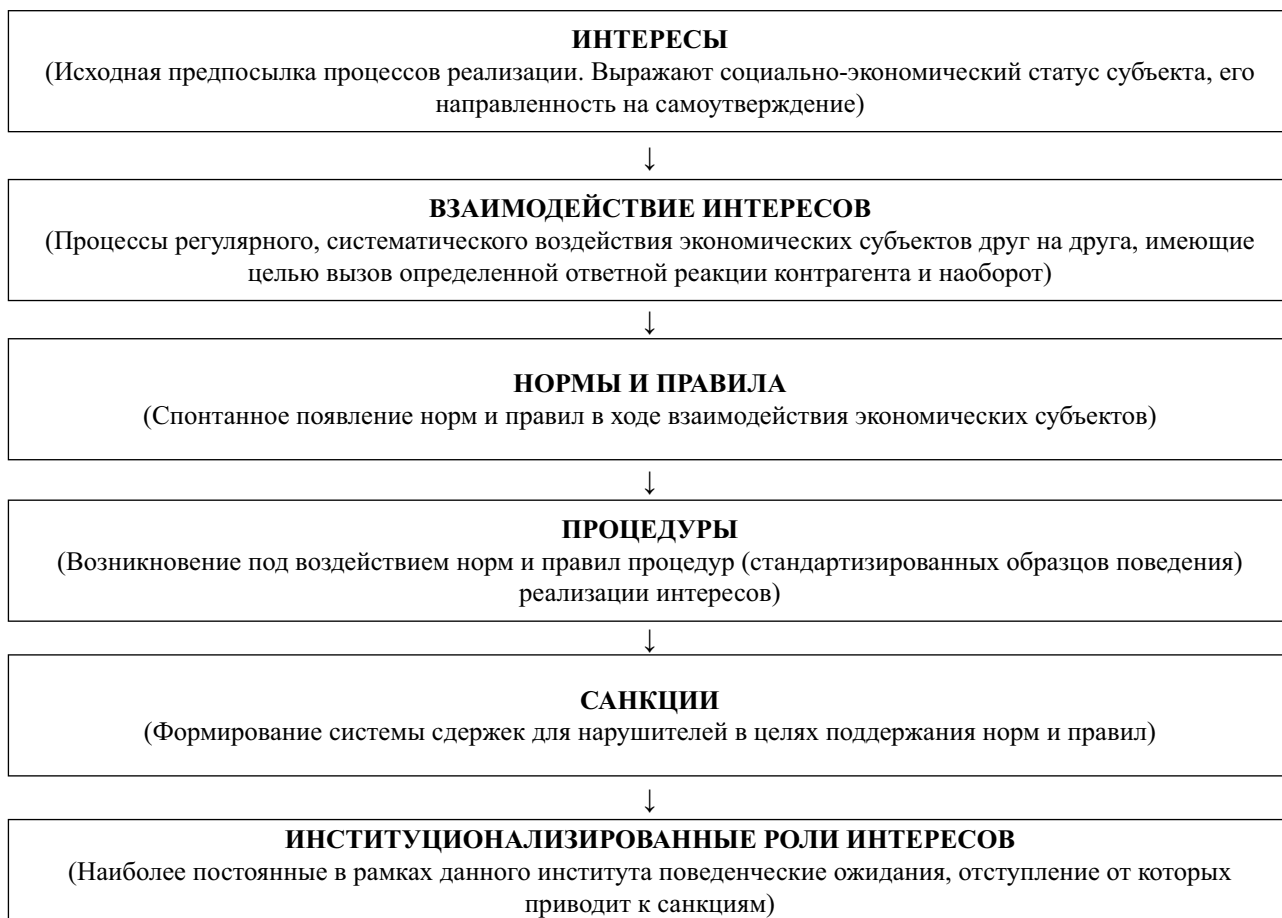 ИНТЕРЕСЫ
(Исходная предпосылка процессов реализации. Выражают социально-экономический статус субъекта, его
направленность на самоутверждение)
↓
ВЗАИМОДЕЙСТВИЕ ИНТЕРЕСОВ
(Процессы регулярного, систематического воздействия экономических субъектов друг на друга, имеющие
целью вызов определенной ответной реакции контрагента и наоборот)
↓
НОРМЫ И ПРАВИЛА
(Спонтанное появление норм и правил в ходе взаимодействия экономических субъектов)
↓
ПРОЦЕДУРЫ
(Возникновение под воздействием норм и правил процедур (стандартизированных образцов поведения)
реализации интересов)
↓
САНКЦИИ
(Формирование системы сдержек для нарушителей в целях поддержания норм и правил)
↓
ИНСТИТУЦИОНАЛИЗИРОВАННЫЕ РОЛИ ИНТЕРЕСОВ
(Наиболее постоянные в рамках данного института поведенческие ожидания, отступление от которых
приводит к санкциям)